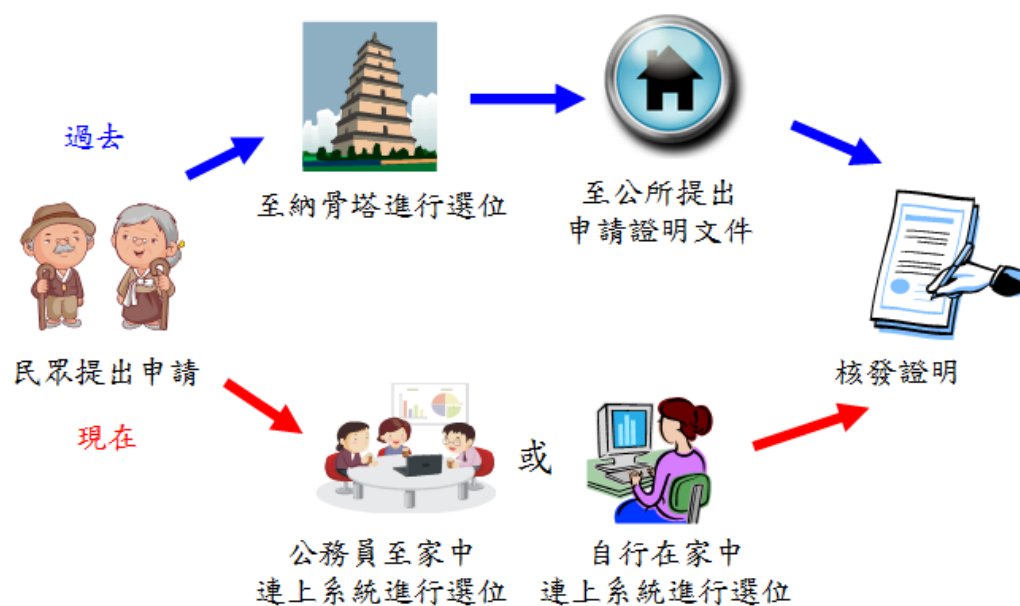 過去
至納骨塔進行選位
至公所提出
申請證明文件
民眾提出申請
核發證明
現在
或
公務員至家中
連上系統進行選位
自行在家中
連上系統進行選位